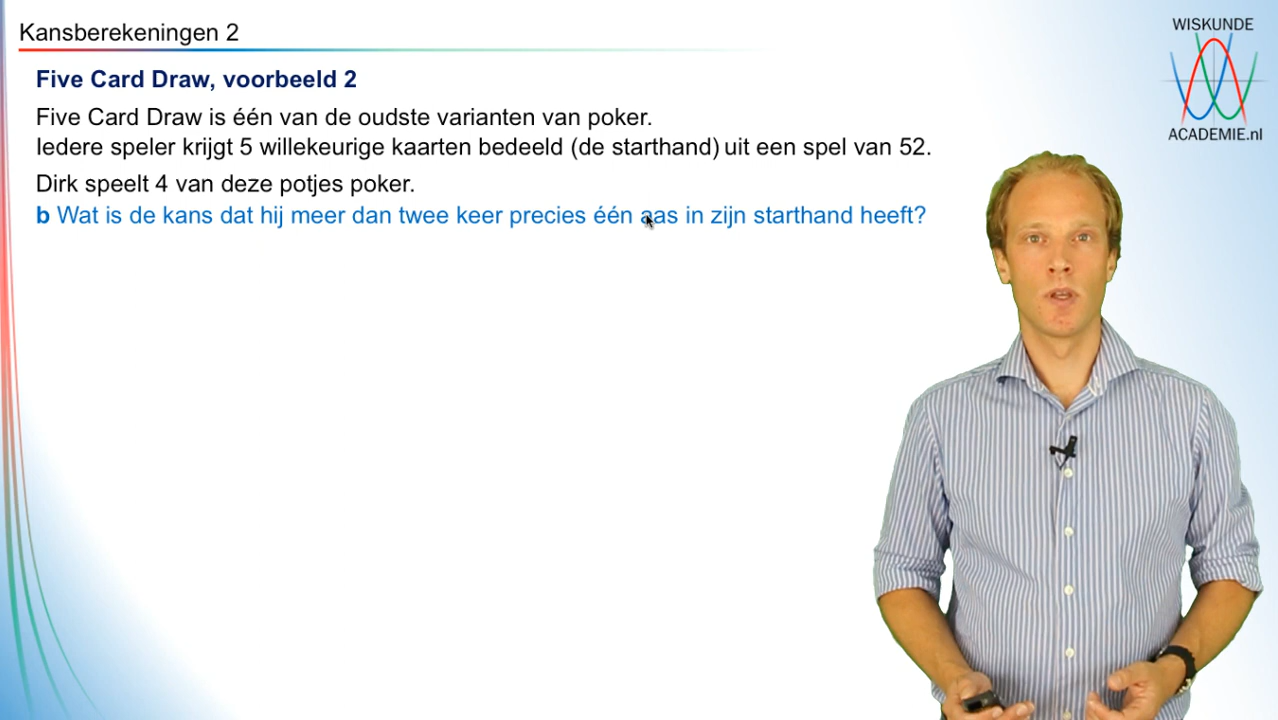 Kansberekeningen 2
WISKUNDE
ACADEMIE.nl
Five Card Draw, voorbeeld 2
Five Card Draw is één van de oudste varianten van poker.
Iedere speler krijgt 5 willekeurige kaarten bedeeld (de starthand) uit een spel van 52.
Dirk speelt 4 van deze potjes poker.
b Wat is de kans dat hij meer dan twee keer precies één aas in zijn starthand heeft?